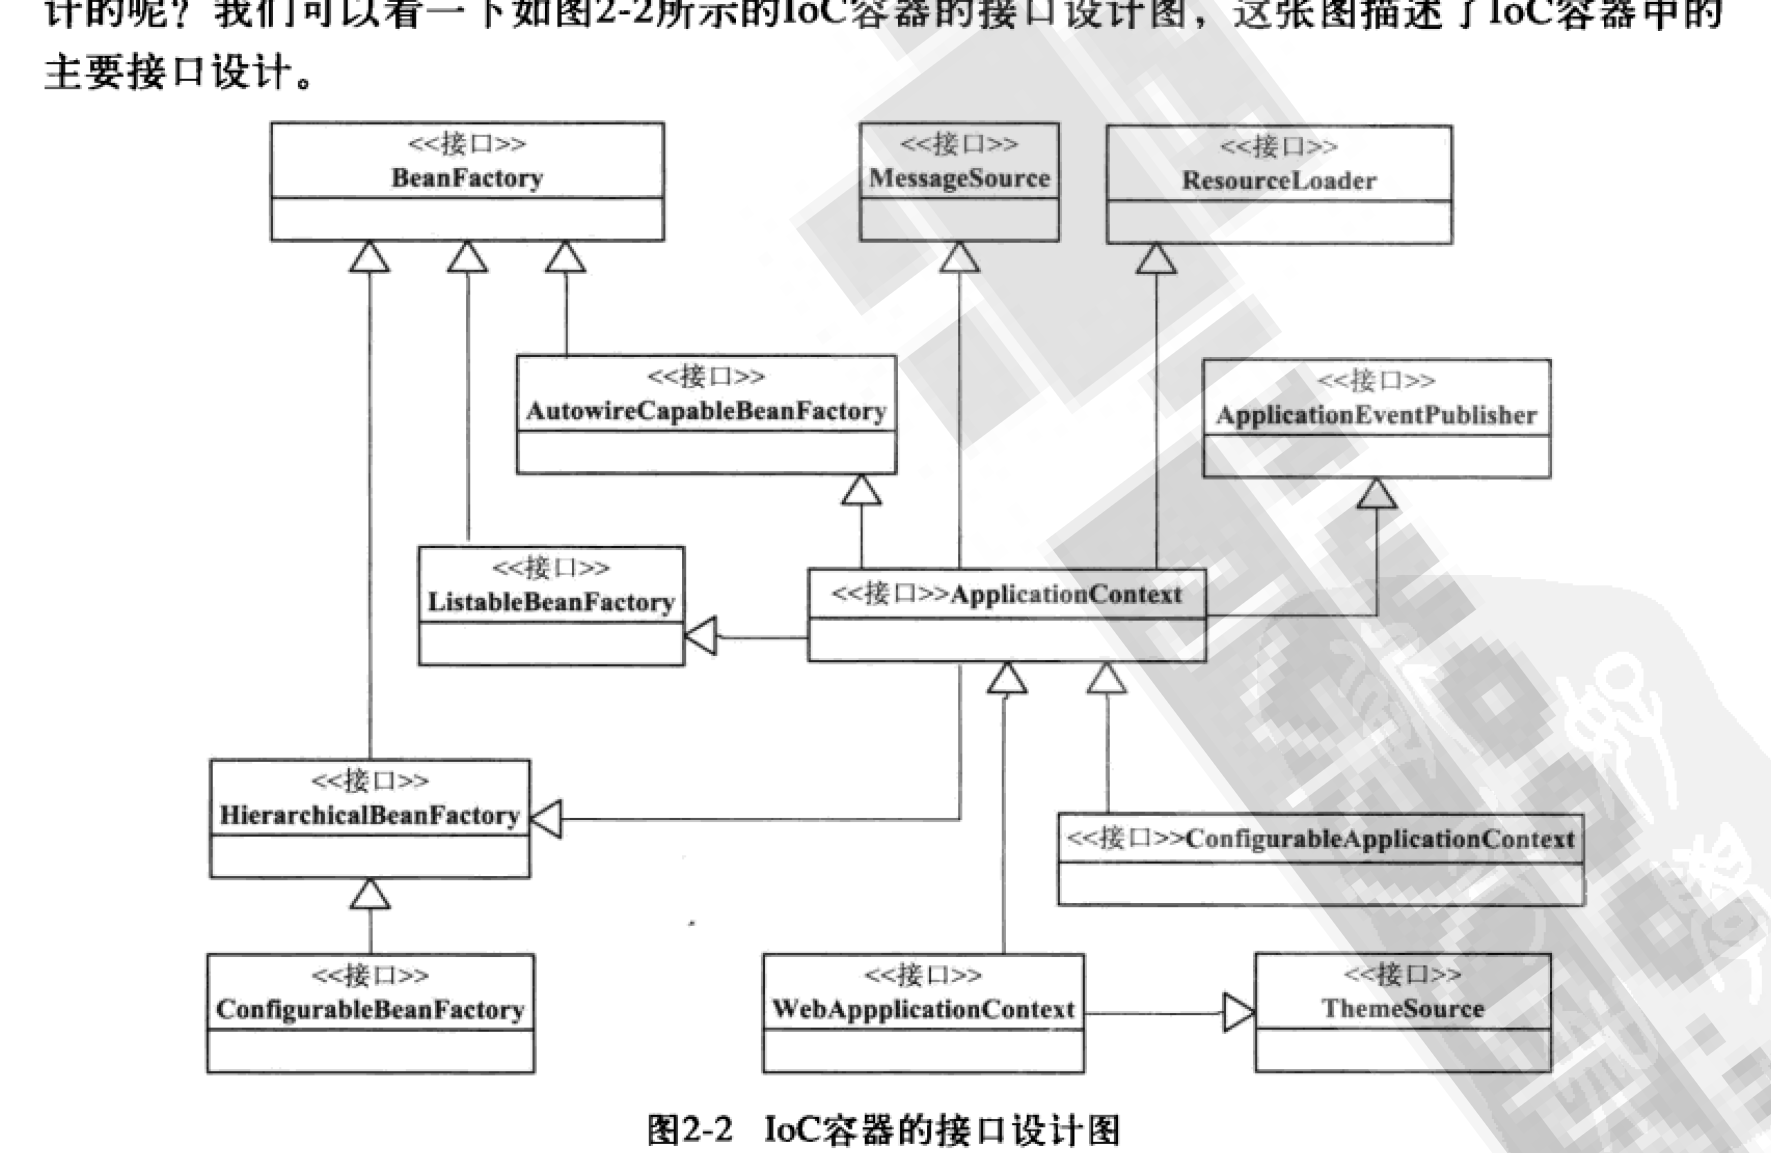 计的呢？我们可以看一下如图2-2所示的IoC容器的接口设计图，这张图描述了IoC容器中的
主要接口设计。
<<接口>>
BeanFactory
<<接口>>
MessageSource
<<接口>>
ResourceLoader
<<接口>>
AutowireCapableBeanFactory
<<接口>>
ApplicationEventPublisher
<<接口>>
ListableBeanFactory
<<接口>>ApplicationContext
<<接口>>
HierarchicalBeanFactory
<<接口>>ConfigurableApplicationContext
<<接口>>
ConfigurableBeanFactory
<<接口>>
WebAppplicationContext
<<接口>>
ThemeSource
图2-2 IoC容器的接口设计图